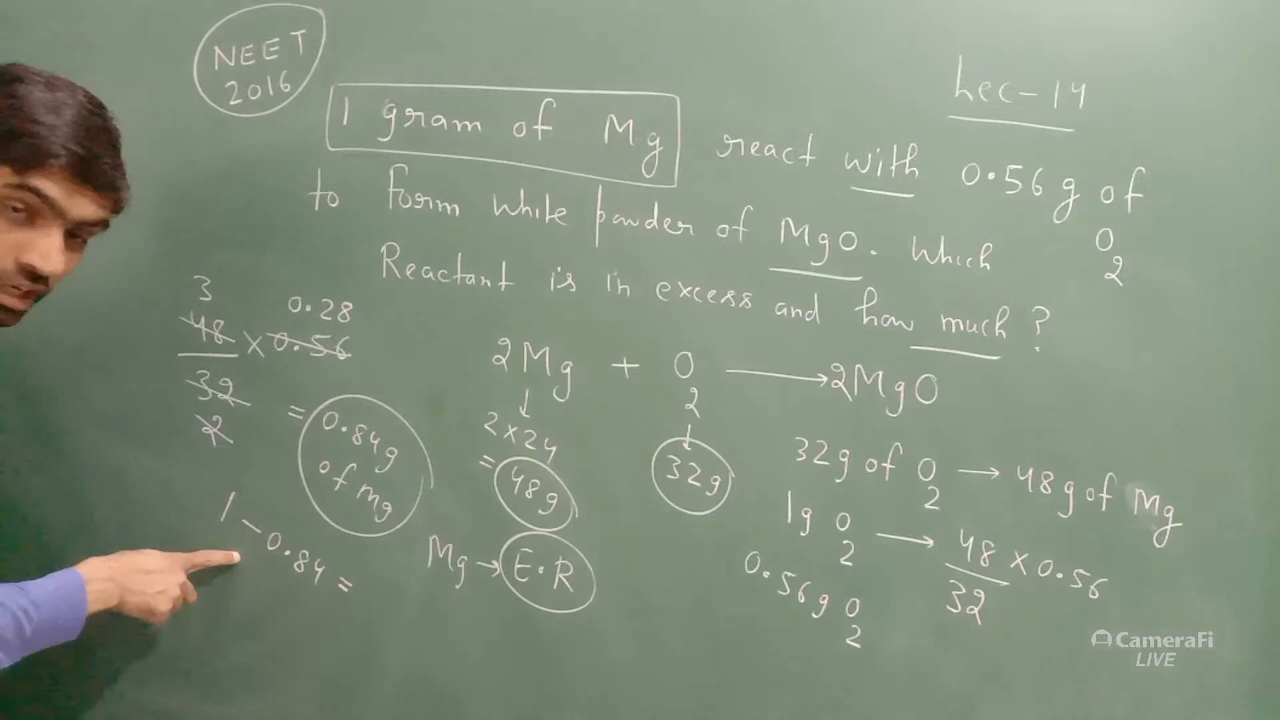 NEET
2016
Lec-14
1 gram of Mg react with 0.56g of O2
to Form white powder of MgO. Which
Reactant is in excess and how much?
2Mg + O2 → 2MgO
↓ ↓
2×24 32g
= 48g
3 0.28
48/32 × 0.56
2
= 0.84g
of mg
1 - 0.84 =
Mg → E.R
32g of O2 → 48g of Mg
1g O2 → 48/32 × 0.56
0.56g O2
CameraFi
LIVE